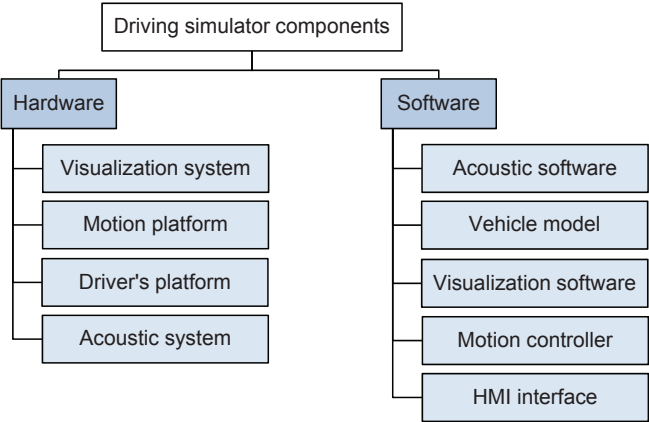 Driving simulator components
Hardware
Visualization system
Motion platform
Driver's platform
Acoustic system
Software
Acoustic software
Vehicle model
Visualization software
Motion controller
HMI interface